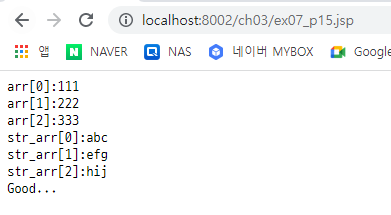 localhost:8002/ch03/ex07_p15.jsp
앱 NAVER NAS 네이버 MYBOX Google
arr[0]:111
arr[1]:222
arr[2]:333
str_arr[0]:abc
str_arr[1]:efg
str_arr[2]:hij
Good...